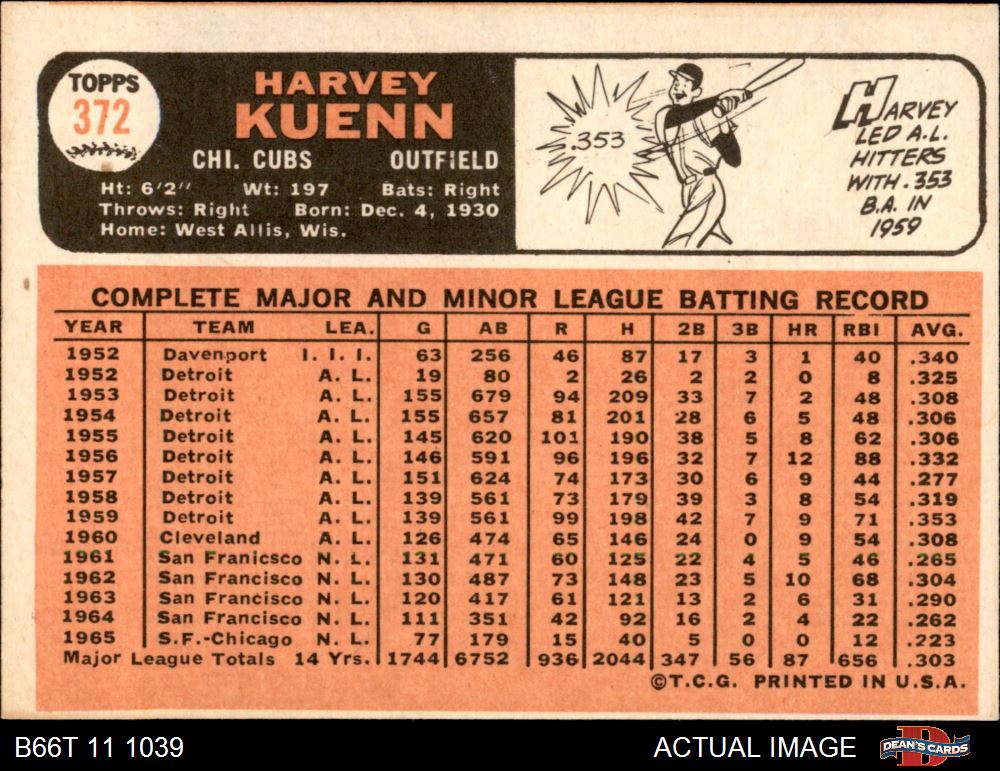 TOPPS
372
HARVEY
KUENN
CHI. CUBS OUTFIELD
Ht: 6'2" Wt: 197 Bats: Right
Throws: Right Born: Dec. 4, 1930
Home: West Allis, Wis.
.353
HARVEY
LED A.L.
HITTERS
WITH .353
B.A. IN
1959
COMPLETE MAJOR AND MINOR LEAGUE BATTING RECORD
YEAR TEAM LEA. G AB R H 2B 3B HR RBI AVG.
1952 Davenport I. I. I. 63 256 46 87 17 3 1 40 .340
1952 Detroit A. L. 19 80 2 26 2 2 0 8 .325
1953 Detroit A. L. 155 679 94 209 33 7 2 48 .308
1954 Detroit A. L. 155 657 81 201 28 6 5 48 .306
1955 Detroit A. L. 145 620 101 190 38 5 8 62 .306
1956 Detroit A. L. 146 591 96 196 32 7 12 88 .332
1957 Detroit A. L. 151 624 74 173 30 6 9 44 .277
1958 Detroit A. L. 139 561 73 179 39 3 8 54 .319
1959 Detroit A. L. 139 561 99 198 42 7 9 71 .353
1960 Cleveland A. L. 126 474 65 146 24 0 9 54 .308
1961 San Franicsco N. L. 131 471 60 125 22 4 5 46 .265
1962 San Francisco N. L. 130 487 73 148 23 5 10 68 .304
1963 San Francisco N. L. 120 417 61 121 13 2 6 31 .290
1964 San Francisco N. L. 111 351 42 92 16 2 4 22 .262
1965 S.F.-Chicago N. L. 77 179 15 40 5 0 0 12 .223
Major League Totals 14 Yrs. 1744 6752 936 2044 347 56 87 656 .303
©T.C.G. PRINTED IN U.S.A.
B66T 11 1039 ACTUAL IMAGE DEAN'S CARDS